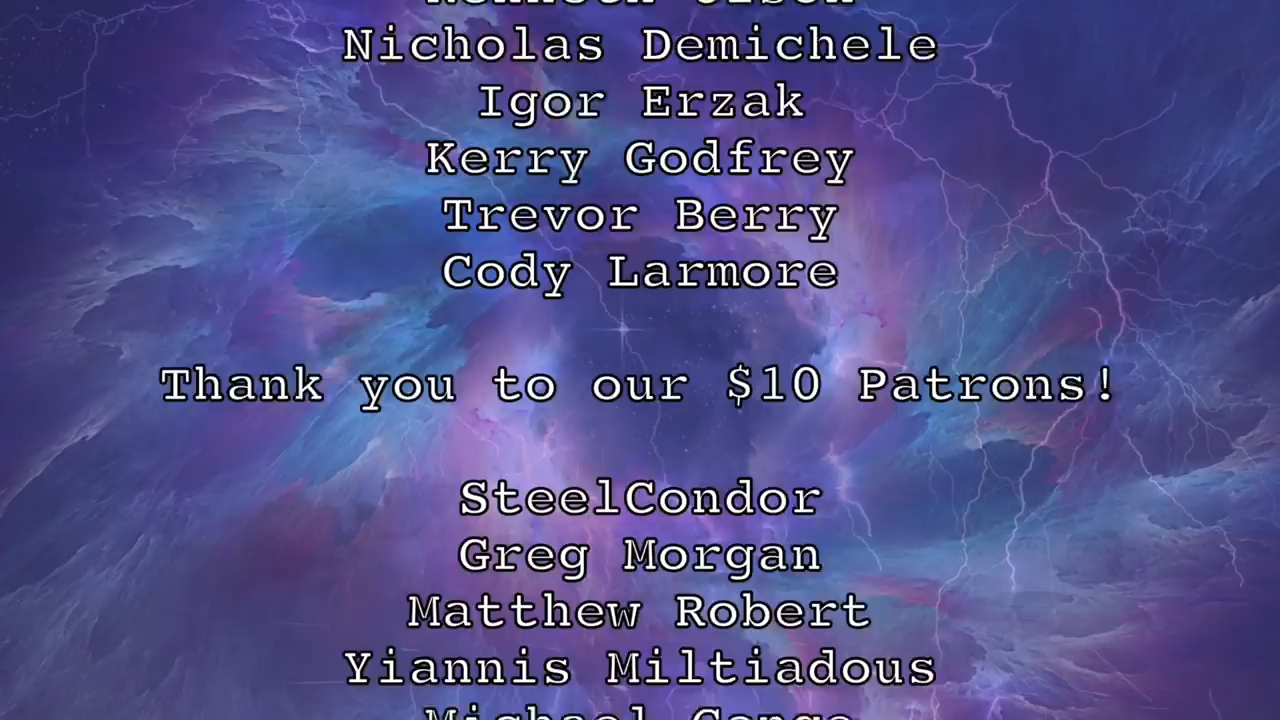 Nicholas Demichele
Igor Erzak
Kerry Godfrey
Trevor Berry
Cody Larmore
Thank you to our $10 Patrons!
SteelCondor
Greg Morgan
Matthew Robert
Yiannis Miltiadous
Michael